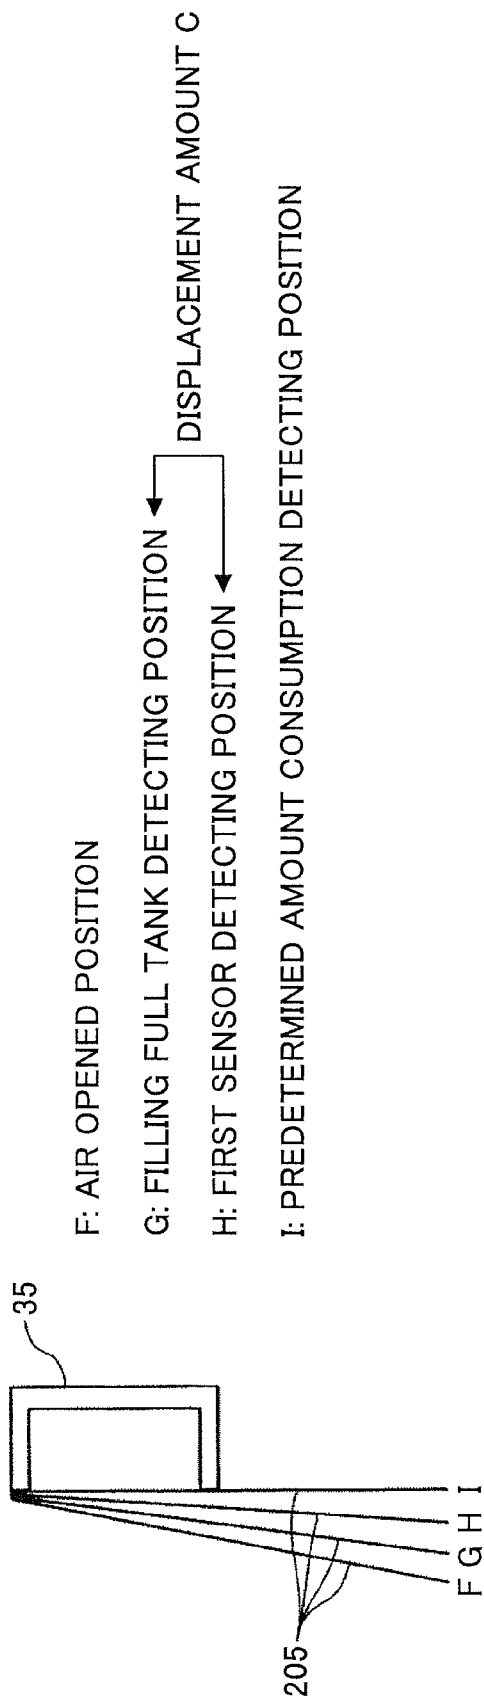 F: AIR OPENED POSITION
G: FILLING FULL TANK DETECTING POSITION
DISPLACEMENT AMOUNT C
H: FIRST SENSOR DETECTING POSITION
I: PREDETERMINED AMOUNT CONSUMPTION DETECTING POSITION
35
205
F G H I